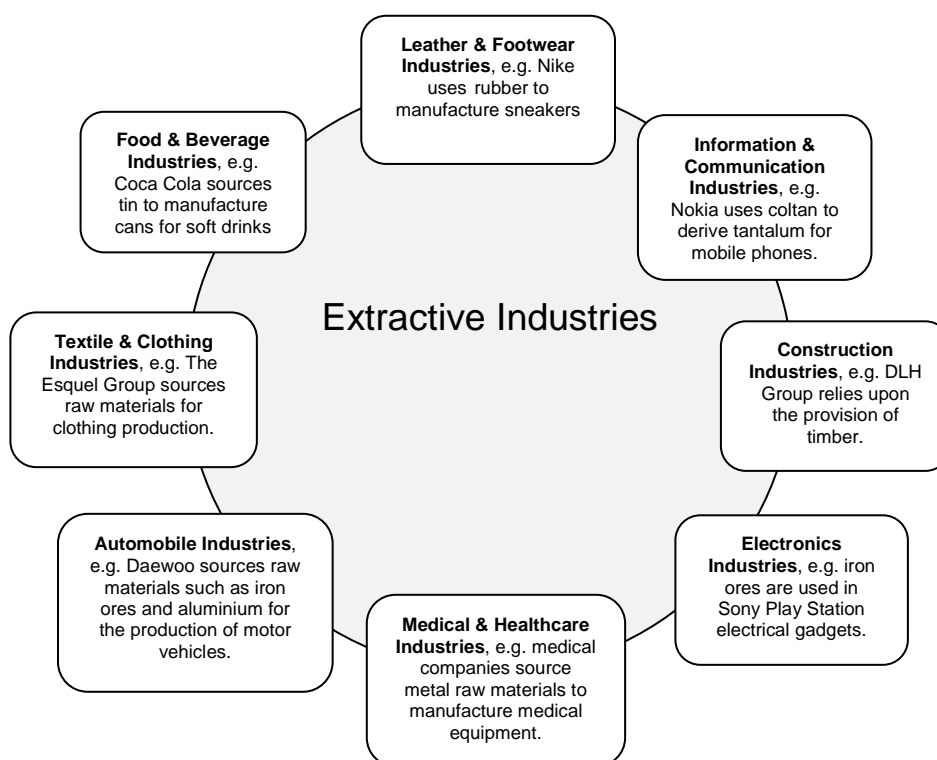 Leather & Footwear
Industries, e.g. Nike
uses rubber to
manufacture sneakers
Food & Beverage
Industries, e.g.
Coca Cola sources
tin to manufacture
cans for soft drinks
Information &
Communication
Industries, e.g.
Nokia uses coltan to
derive tantalum for
mobile phones.
Extractive Industries
Textile & Clothing
Industries, e.g. The
Esquel Group sources
raw materials for
clothing production.
Construction
Industries, e.g. DLH
Group relies upon
the provision of
timber.
Automobile Industries,
e.g. Daewoo sources raw
materials such as iron
ores and aluminium for
the production of motor
vehicles.
Electronics
Industries, e.g. iron
ores are used in
Sony Play Station
electrical gadgets.
Medical & Healthcare
Industries, e.g. medical
companies source
metal raw materials to
manufacture medical
equipment.